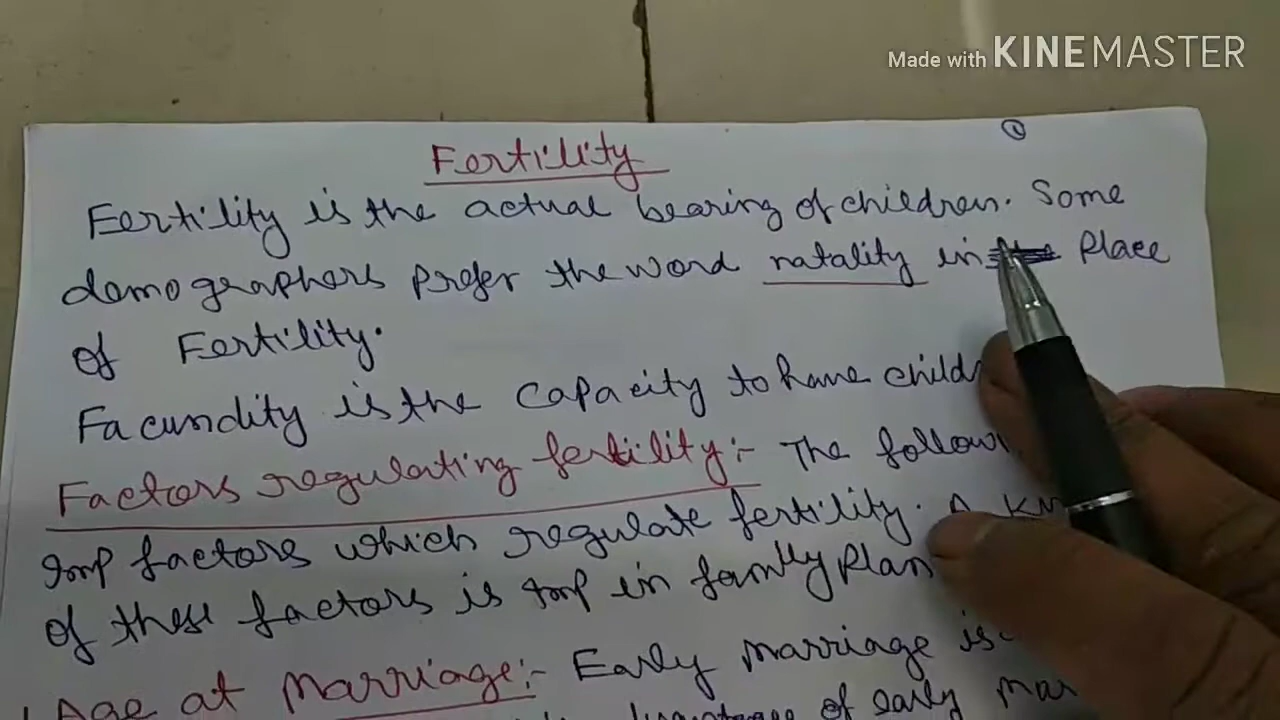 Made with KINEMASTER
①
Fertility
Fertility is the actual bearing of children. Some
demographers prefer the word natality in place
of Fertility.
Facundity is the capacity to have
Factors regulating fertility:- The
Imp factors which regulate fertility. A
of these factors is Imp in family Plan
Age at Marriage:- Early marriage is
of early